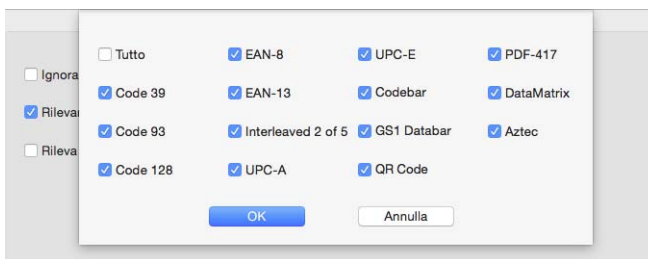 Tutto EAN-8 UPC-E PDF-417
Ignora
Code 39 EAN-13 Codebar DataMatrix
Rilevar
Code 93 Interleaved 2 of 5 GS1 Databar Aztec
Rileva
Code 128 UPC-A QR Code
OK Annulla